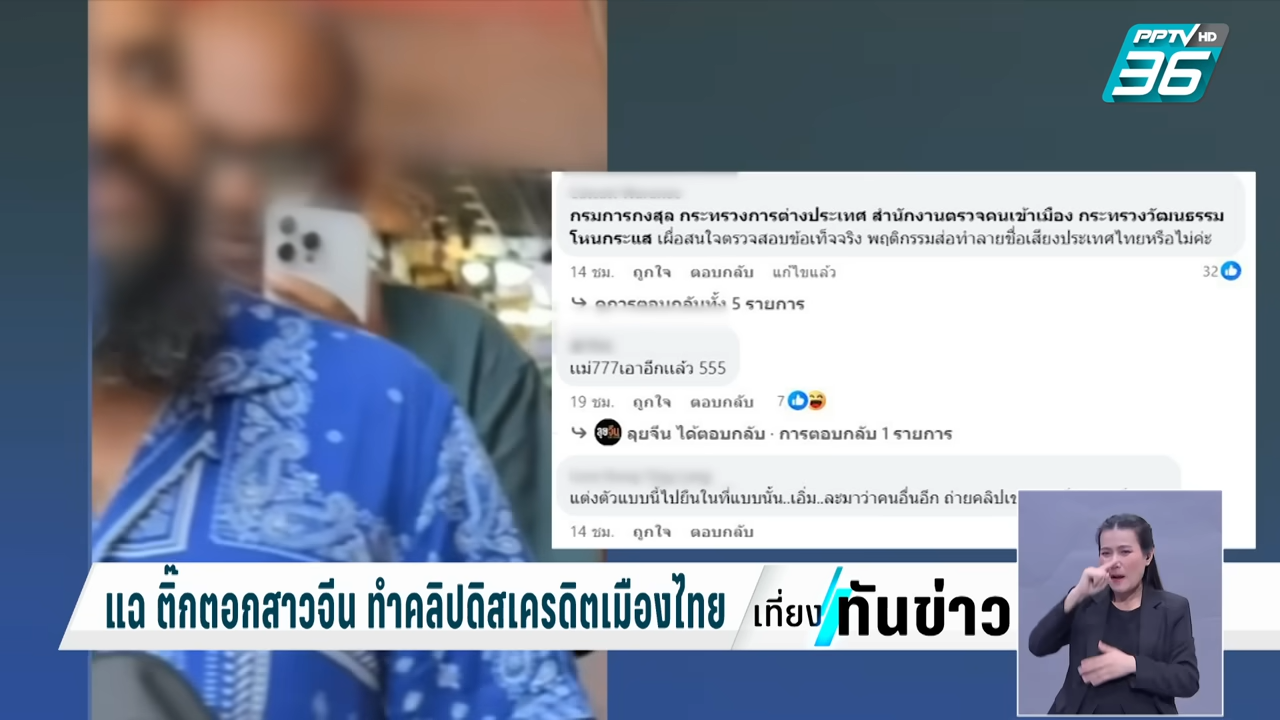 PPTV HD
36
กรมการกงสุล กระทรวงการต่างประเทศ สำนักงานตรวจคนเข้าเมือง กระทรวงวัฒนธรรม
โหนกระแส เผื่อสนใจตรวจสอบข้อเท็จจริง พฤติกรรมส่อทำลายชื่อเสียงประเทศไทยหรือไม่ค่ะ
14 ชม. ถูกใจ ตอบกลับ แก้ไขแล้ว 32
ดูการตอบกลับทั้ง 5 รายการ
แม่777เอาอีกแล้ว 555
19 ชม. ถูกใจ ตอบกลับ 7
ลุยจีน ลุยจีน ได้ตอบกลับ · การตอบกลับ 1 รายการ
แต่งตัวแบบนี้ไปยืนในที่แบบนั้น..เอิ่ม..ละมาว่าคนอื่นอีก ถ่ายคลิป
14 ชม. ถูกใจ ตอบกลับ
แฉ ติ๊กตอกสาวจีน ทำคลิปดิสเครดิตเมืองไทย
เที่ยง/ทันข่าว